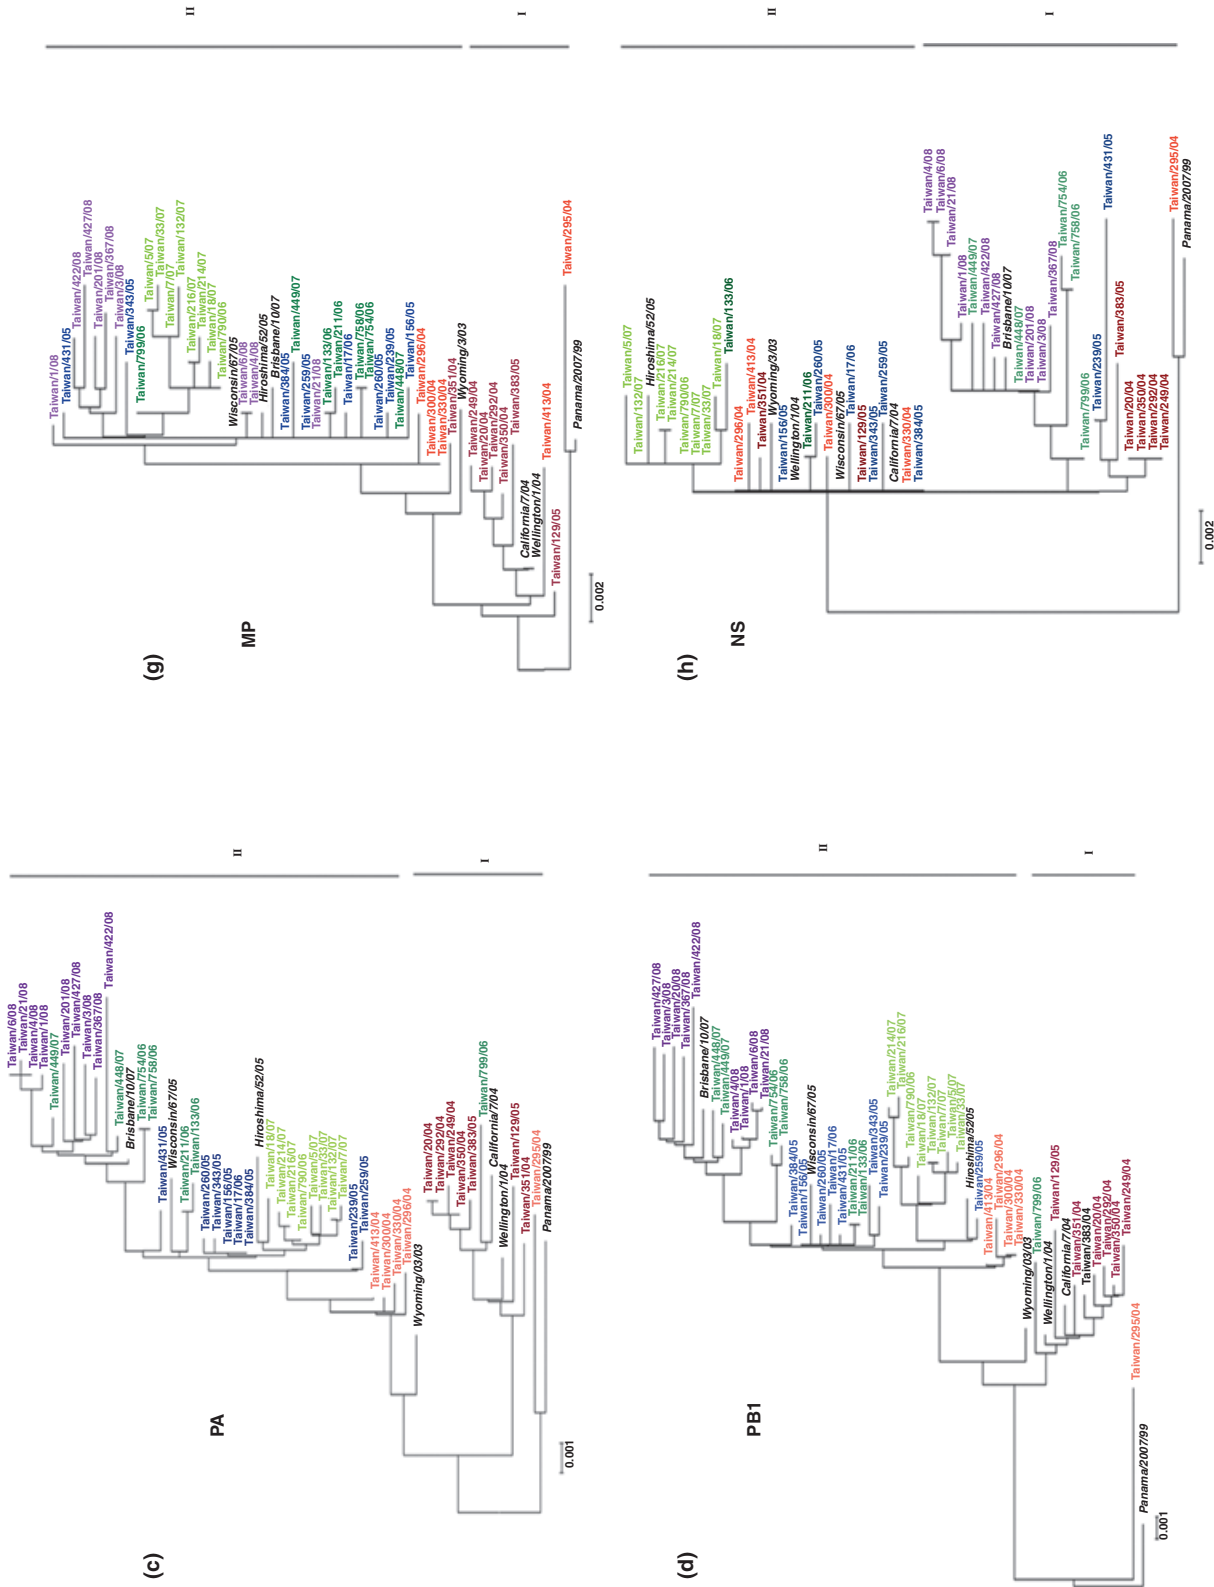 (c)
PA
Taiwan/6/08
Taiwan/21/08
Taiwan/4/08
Taiwan/1/08
Taiwan/449/07
Taiwan/201/08
Taiwan/427/08
Taiwan/3/08
Taiwan/367/08
Taiwan/422/08
Taiwan/448/07
Brisbane/10/07
Taiwan/754/06
Taiwan/758/06
Taiwan/431/05
Wisconsin/67/05
Taiwan/211/06
Taiwan/133/06
Taiwan/260/05
Taiwan/343/05
Taiwan/156/05
Taiwan/17/06
Taiwan/384/05
Hiroshima/52/05
Taiwan/18/07
Taiwan/214/07
Taiwan/216/07
Taiwan/790/06
Taiwan/5/07
Taiwan/33/07
Taiwan/132/07
Taiwan/7/07
Taiwan/239/05
Taiwan/259/05
Taiwan/413/04
Taiwan/300/04
Taiwan/330/04
Taiwan/296/04
Wyoming/03/03
Taiwan/20/04
Taiwan/292/04
Taiwan/249/04
Taiwan/350/04
Taiwan/383/05
Taiwan/799/06
California/7/04
Wellington/1/04
Taiwan/129/05
Taiwan/351/04
Taiwan/295/04
Panama/2007/99
II
I
0.001
(g)
MP
Taiwan/1/08
Taiwan/431/05
Taiwan/422/08
Taiwan/427/08
Taiwan/201/08
Taiwan/367/08
Taiwan/3/08
Taiwan/343/05
Taiwan/799/06
Taiwan/5/07
Taiwan/33/07
Taiwan/7/07
Taiwan/132/07
Taiwan/216/07
Taiwan/214/07
Taiwan/18/07
Taiwan/790/06
Wisconsin/67/05
Taiwan/6/08
Taiwan/4/08
Hiroshima/52/05
Brisbane/10/07
Taiwan/384/05
Taiwan/449/07
Taiwan/259/05
Taiwan/21/08
Taiwan/133/06
Taiwan/211/06
Taiwan/17/06
Taiwan/758/06
Taiwan/754/06
Taiwan/260/05
Taiwan/239/05
Taiwan/448/07
Taiwan/156/05
Taiwan/296/04
Taiwan/300/04
Taiwan/330/04
Taiwan/351/04
Wyoming/3/03
Taiwan/249/04
Taiwan/20/04
Taiwan/292/04
Taiwan/350/04
Taiwan/383/05
California/7/04
Wellington/1/04
Taiwan/413/04
Taiwan/129/05
Taiwan/295/04
Panama/2007/99
II
I
0.002
(d)
PB1
Taiwan/427/08
Taiwan/3/08
Taiwan/20/08
Taiwan/367/08
Taiwan/422/08
Brisbane/10/07
Taiwan/448/07
Taiwan/449/07
Taiwan/4/08
Taiwan/1/08
Taiwan/6/08
Taiwan/21/08
Taiwan/754/06
Taiwan/758/06
Taiwan/384/05
Taiwan/156/05
Wisconsin/67/05
Taiwan/260/05
Taiwan/17/06
Taiwan/431/05
Taiwan/211/06
Taiwan/133/06
Taiwan/343/05
Taiwan/239/05
Taiwan/214/07
Taiwan/216/07
Taiwan/790/06
Taiwan/18/07
Taiwan/132/07
Taiwan/7/07
Taiwan/5/07
Taiwan/33/07
Hiroshima/52/05
Taiwan/259/05
Taiwan/413/04
Taiwan/296/04
Taiwan/300/04
Taiwan/330/04
Wyoming/03/03
Taiwan/799/06
Wellington/1/04
Taiwan/129/05
California/7/04
Taiwan/351/04
Taiwan/383/04
Taiwan/20/04
Taiwan/292/04
Taiwan/350/04
Taiwan/249/04
Taiwan/295/04
Panama/2007/99
II
I
0.001
(h)
NS
Taiwan/5/07
Taiwan/132/07
Hiroshima/52/05
Taiwan/216/07
Taiwan/214/07
Taiwan/790/06
Taiwan/7/07
Taiwan/33/07
Taiwan/18/07
Taiwan/133/06
Taiwan/296/04
Taiwan/413/04
Taiwan/351/04
Wyoming/3/03
Taiwan/156/05
Wellington/1/04
Taiwan/211/06
Taiwan/260/05
Taiwan/300/04
Wisconsin/67/05
Taiwan/17/06
Taiwan/129/05
Taiwan/343/05
Taiwan/259/05
California/7/04
Taiwan/330/04
Taiwan/384/05
Taiwan/4/08
Taiwan/6/08
Taiwan/21/08
Taiwan/1/08
Taiwan/449/07
Taiwan/422/08
Taiwan/427/08
Brisbane/10/07
Taiwan/448/07
Taiwan/201/08
Taiwan/3/08
Taiwan/367/08
Taiwan/754/06
Taiwan/758/06
Taiwan/799/06
Taiwan/239/05
Taiwan/431/05
Taiwan/383/05
Taiwan/20/04
Taiwan/350/04
Taiwan/292/04
Taiwan/249/04
Taiwan/295/04
Panama/2007/99
II
I
0.002